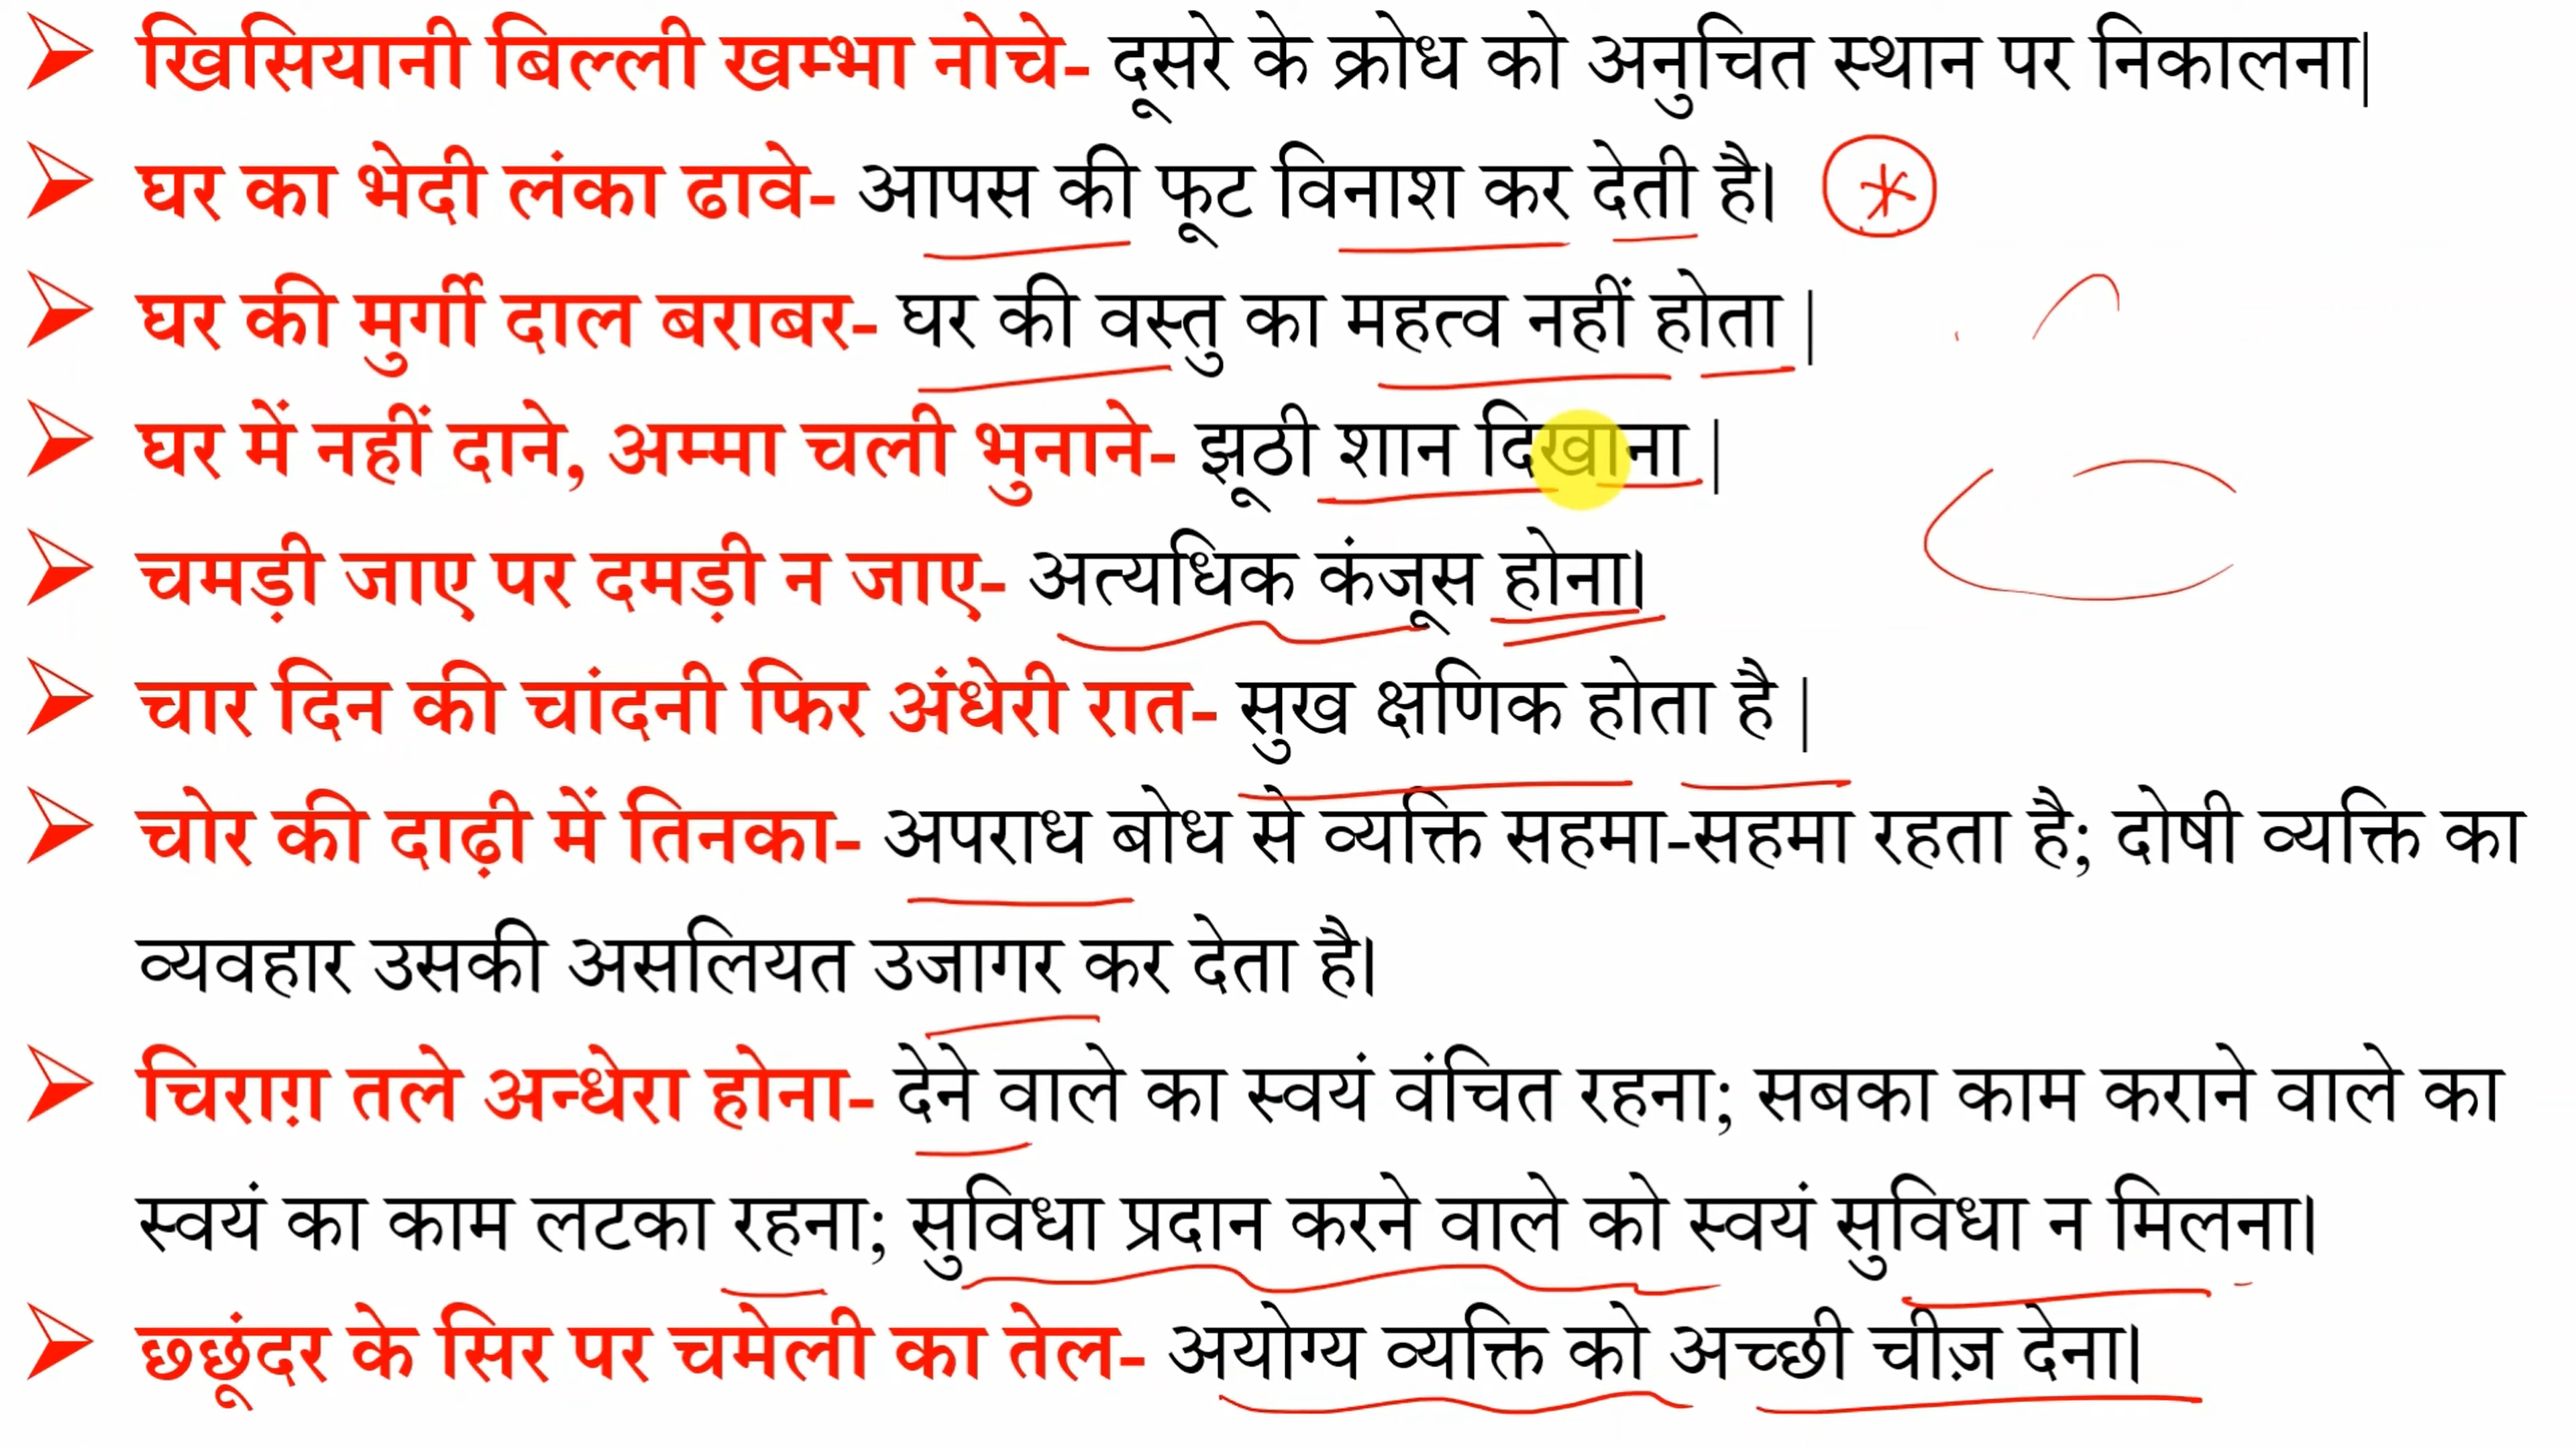 खिसियानी बिल्ली खम्भा नोचे- दूसरे के क्रोध को अनुचित स्थान पर निकालना|
घर का भेदी लंका ढावे- आपस की फूट विनाश कर देती है।
घर की मुर्गी दाल बराबर- घर की वस्तु का महत्व नहीं होता |
घर में नहीं दाने, अम्मा चली भुनाने- झूठी शान दिखाना |
चमड़ी जाए पर दमड़ी न जाए- अत्यधिक कंजूस होना।
चार दिन की चांदनी फिर अंधेरी रात- सुख क्षणिक होता है |
चोर की दाढ़ी में तिनका- अपराध बोध से व्यक्ति सहमा-सहमा रहता है; दोषी व्यक्ति का
व्यवहार उसकी असलियत उजागर कर देता है।
चिराग़ तले अन्धेरा होना- देने वाले का स्वयं वंचित रहना; सबका काम कराने वाले का
स्वयं का काम लटका रहना; सुविधा प्रदान करने वाले को स्वयं सुविधा न मिलना।
छछूंदर के सिर पर चमेली का तेल- अयोग्य व्यक्ति को अच्छी चीज़ देना।